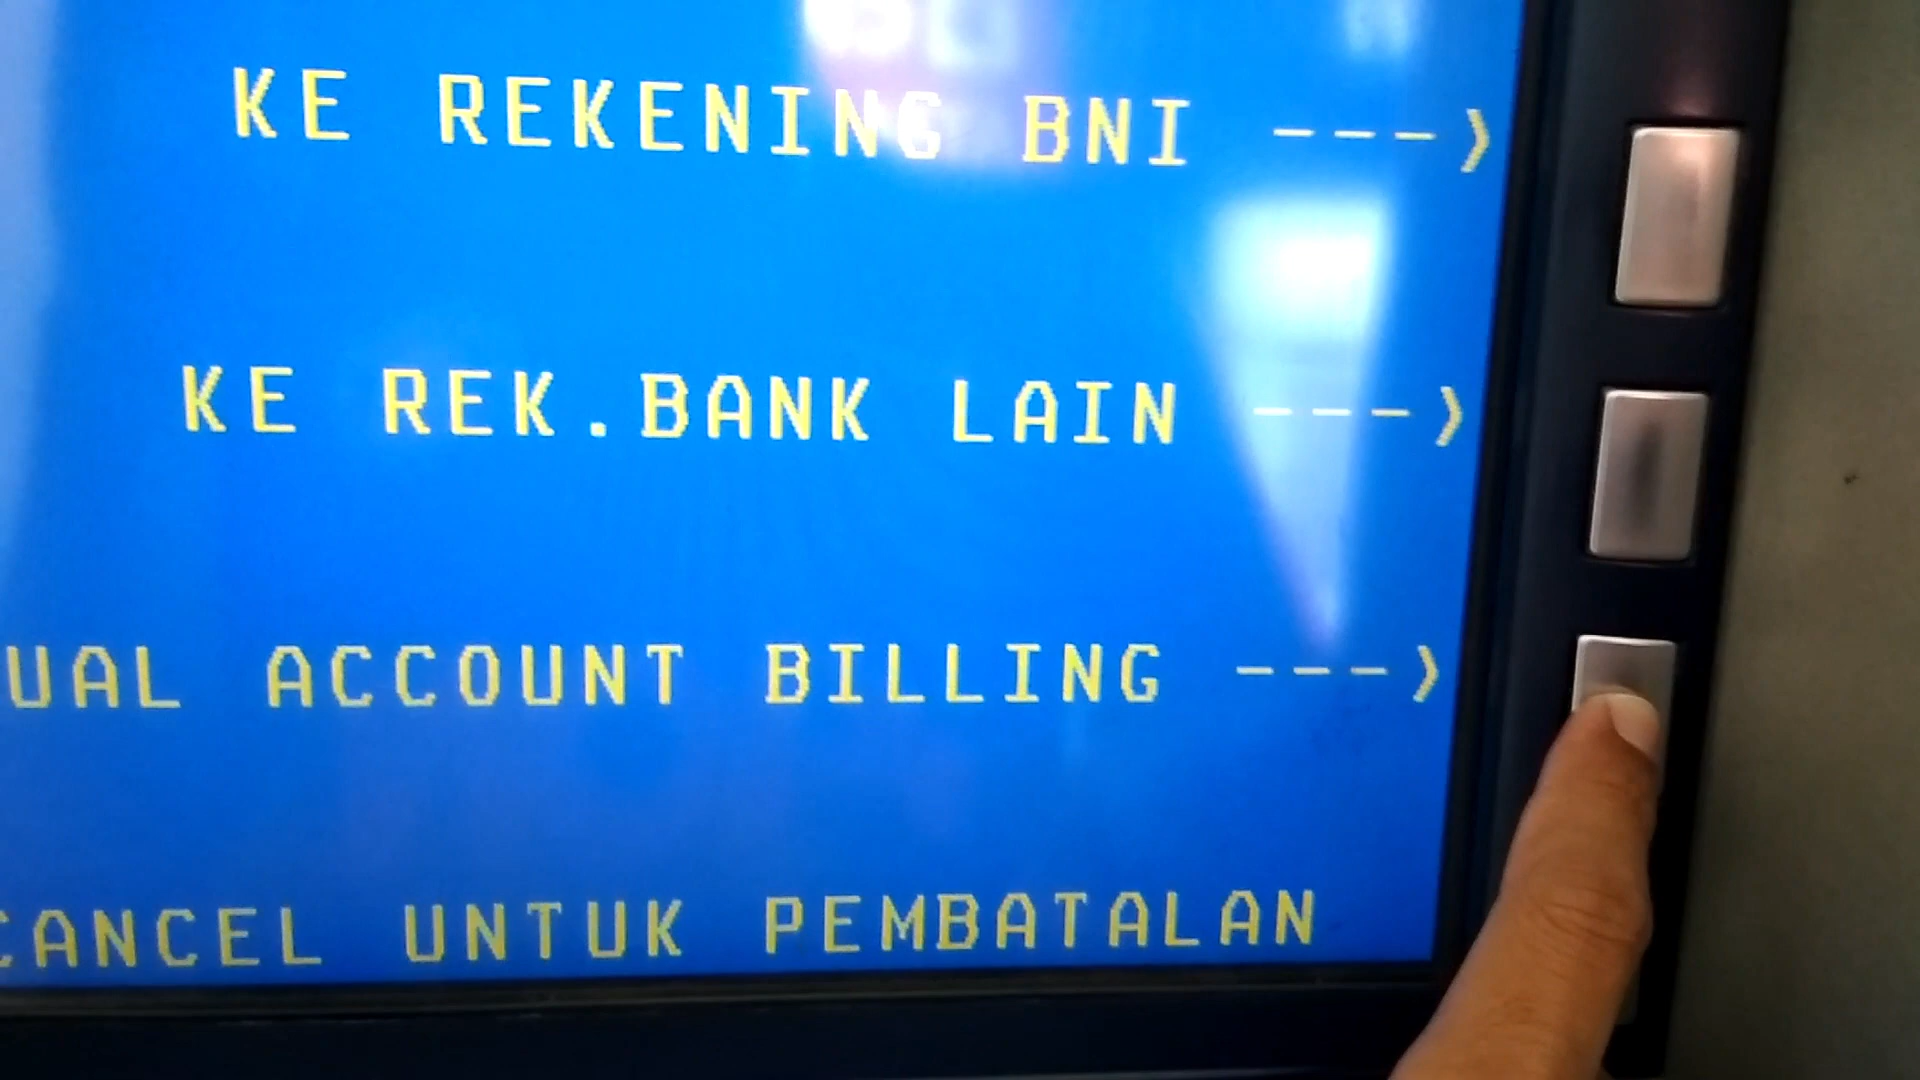 KE REKENING BNI --->
KE REK.BANK LAIN --->
UAL ACCOUNT BILLING --->
CANCEL UNTUK PEMBATALAN